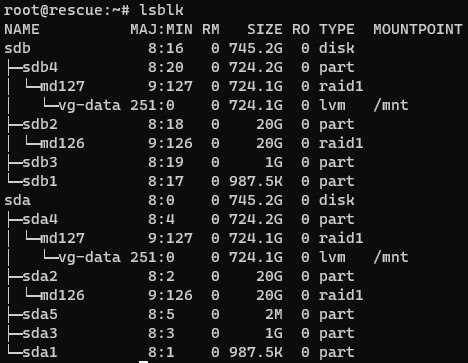 root@rescue:~# lsblk
NAME          MAJ:MIN RM   SIZE RO TYPE  MOUNTPOINT
sdb             8:16   0 745.2G  0 disk
├─sdb4          8:20   0 724.2G  0 part
│ └─md127       9:127  0 724.1G  0 raid1
│   └─vg-data 251:0    0 724.1G  0 lvm   /mnt
├─sdb2          8:18   0    20G  0 part
│ └─md126       9:126  0    20G  0 raid1
├─sdb3          8:19   0     1G  0 part
└─sdb1          8:17   0 987.5K  0 part
sda             8:0    0 745.2G  0 disk
├─sda4          8:4    0 724.2G  0 part
│ └─md127       9:127  0 724.1G  0 raid1
│   └─vg-data 251:0    0 724.1G  0 lvm   /mnt
├─sda2          8:2    0    20G  0 part
│ └─md126       9:126  0    20G  0 raid1
├─sda5          8:5    0     2M  0 part
├─sda3          8:3    0     1G  0 part
└─sda1          8:1    0 987.5K  0 part